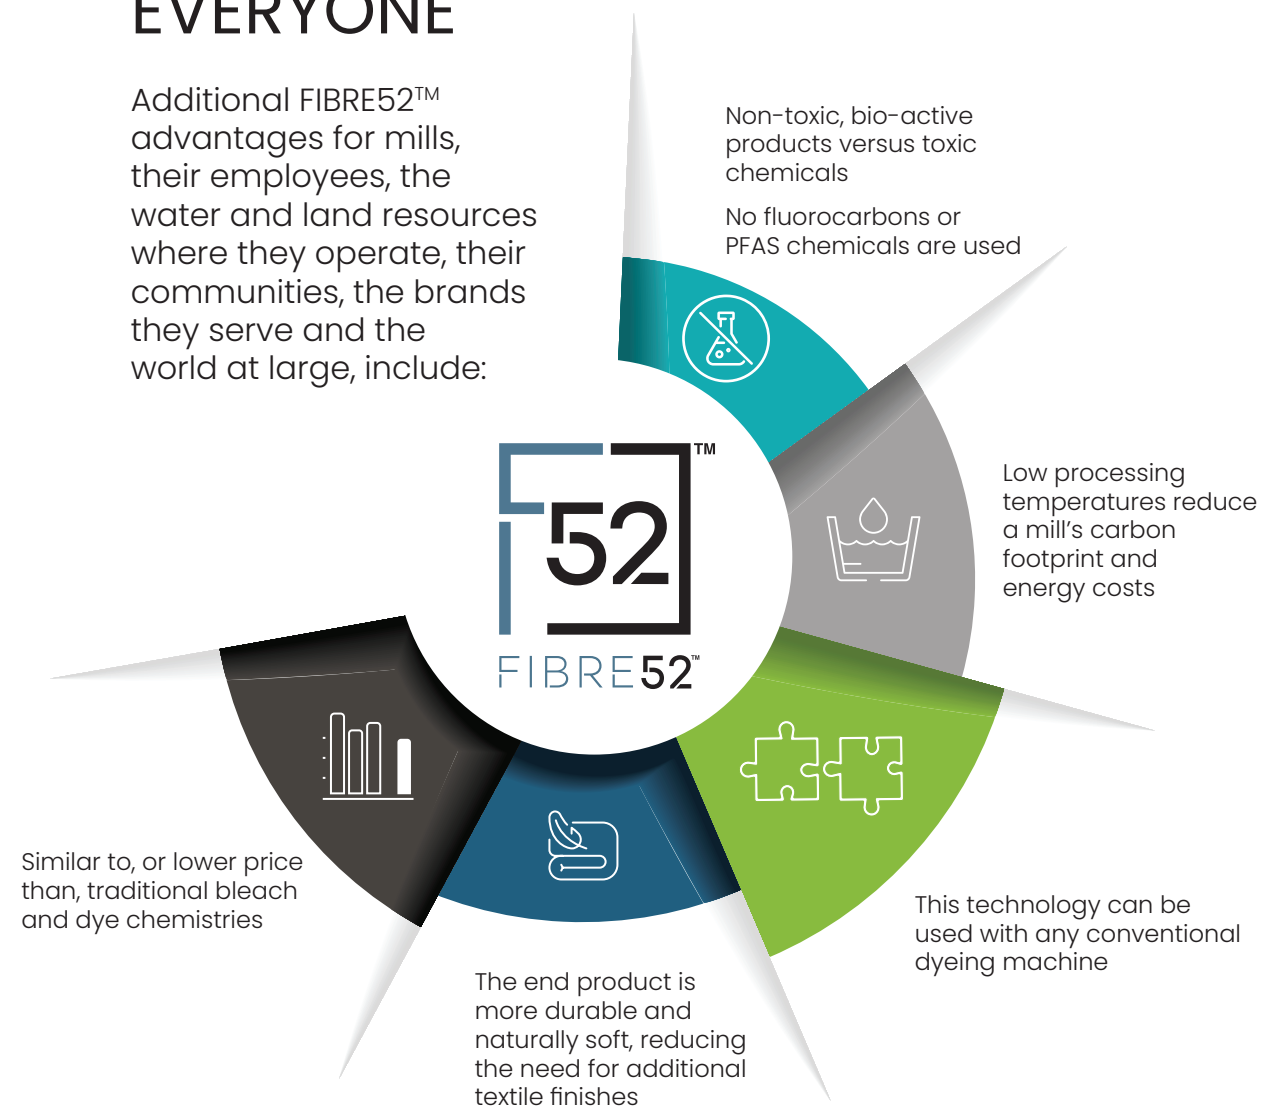 EVERYONE
Additional FIBRE52™
advantages for mills,
their employees, the
water and land resources
where they operate, their
communities, the brands
they serve and the
world at large, include:
Non-toxic, bio-active
products versus toxic
chemicals
No fluorocarbons or
PFAS chemicals are used
F52™
FIBRE52™
Low processing
temperatures reduce
a mill’s carbon
footprint and
energy costs
This technology can be
used with any conventional
dyeing machine
The end product is
more durable and
naturally soft, reducing
the need for additional
textile finishes
Similar to, or lower price
than, traditional bleach
and dye chemistries